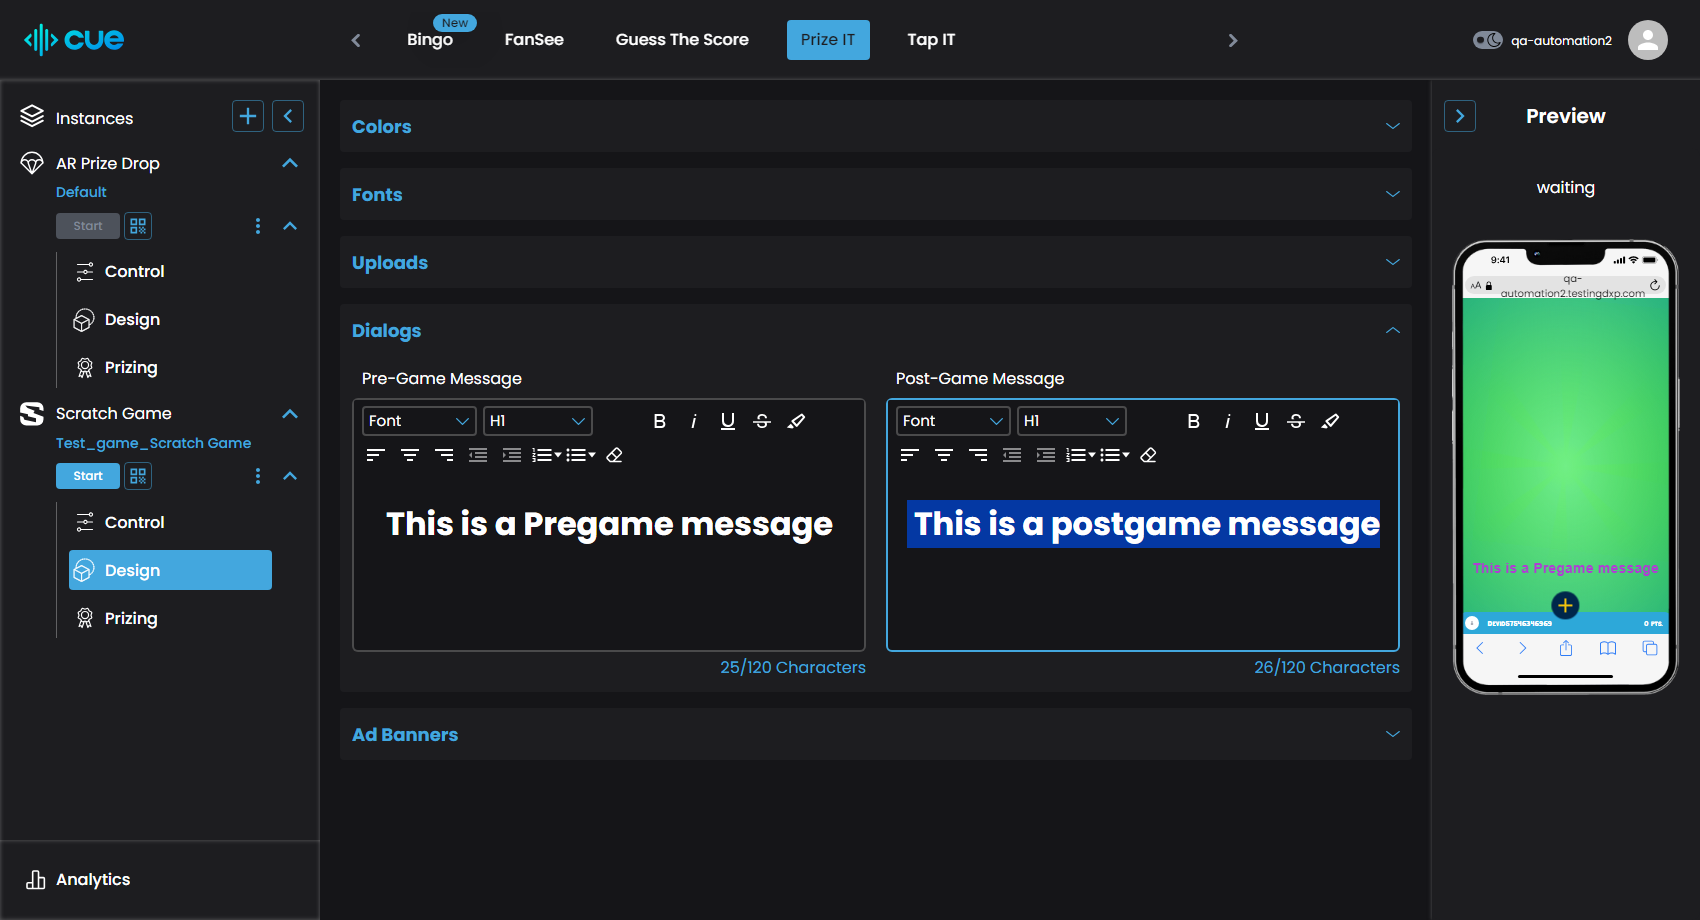 cue
New
Bingo
FanSee
Guess The Score
Prize IT
Tap IT
qa-automation2
Instances
AR Prize Drop
Default
Start
Control
Design
Prizing
Scratch Game
Test_game_Scratch Game
Start
Control
Design
Prizing
Analytics
Colors
Fonts
Uploads
Dialogs
Pre-Game Message
Font
H1
B i U S
This is a Pregame message
25/120 Characters
Post-Game Message
Font
H1
B i U S
This is a postgame message
26/120 Characters
Ad Banners
Preview
waiting
9:41
AA
qa-
automation2.testingdxp.com
This is a Pregame message
0 PTS.